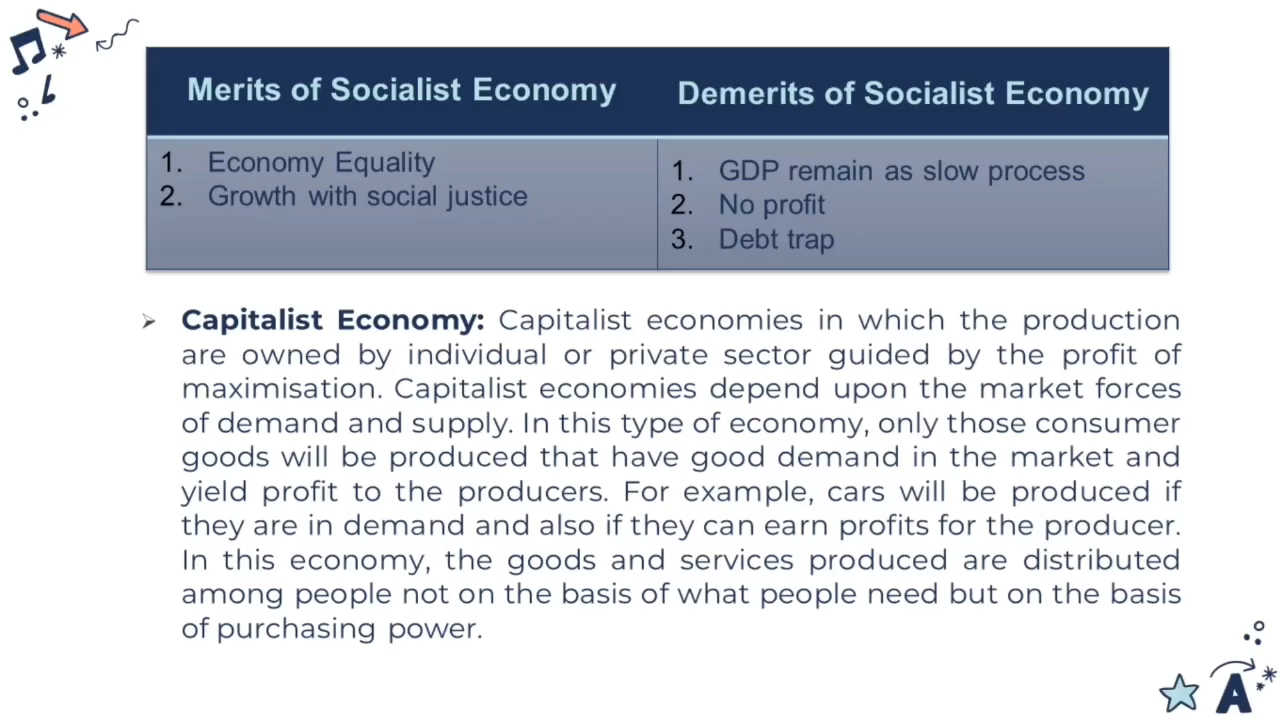 Merits of Socialist Economy
Demerits of Socialist Economy
1. Economy Equality
2. Growth with social justice
1. GDP remain as slow process
2. No profit
3. Debt trap
Capitalist Economy: Capitalist economies in which the production
are owned by individual or private sector guided by the profit of
maximisation. Capitalist economies depend upon the market forces
of demand and supply. In this type of economy, only those consumer
goods will be produced that have good demand in the market and
yield profit to the producers. For example, cars will be produced if
they are in demand and also if they can earn profits for the producer.
In this economy, the goods and services produced are distributed
among people not on the basis of what people need but on the basis
of purchasing power.
A